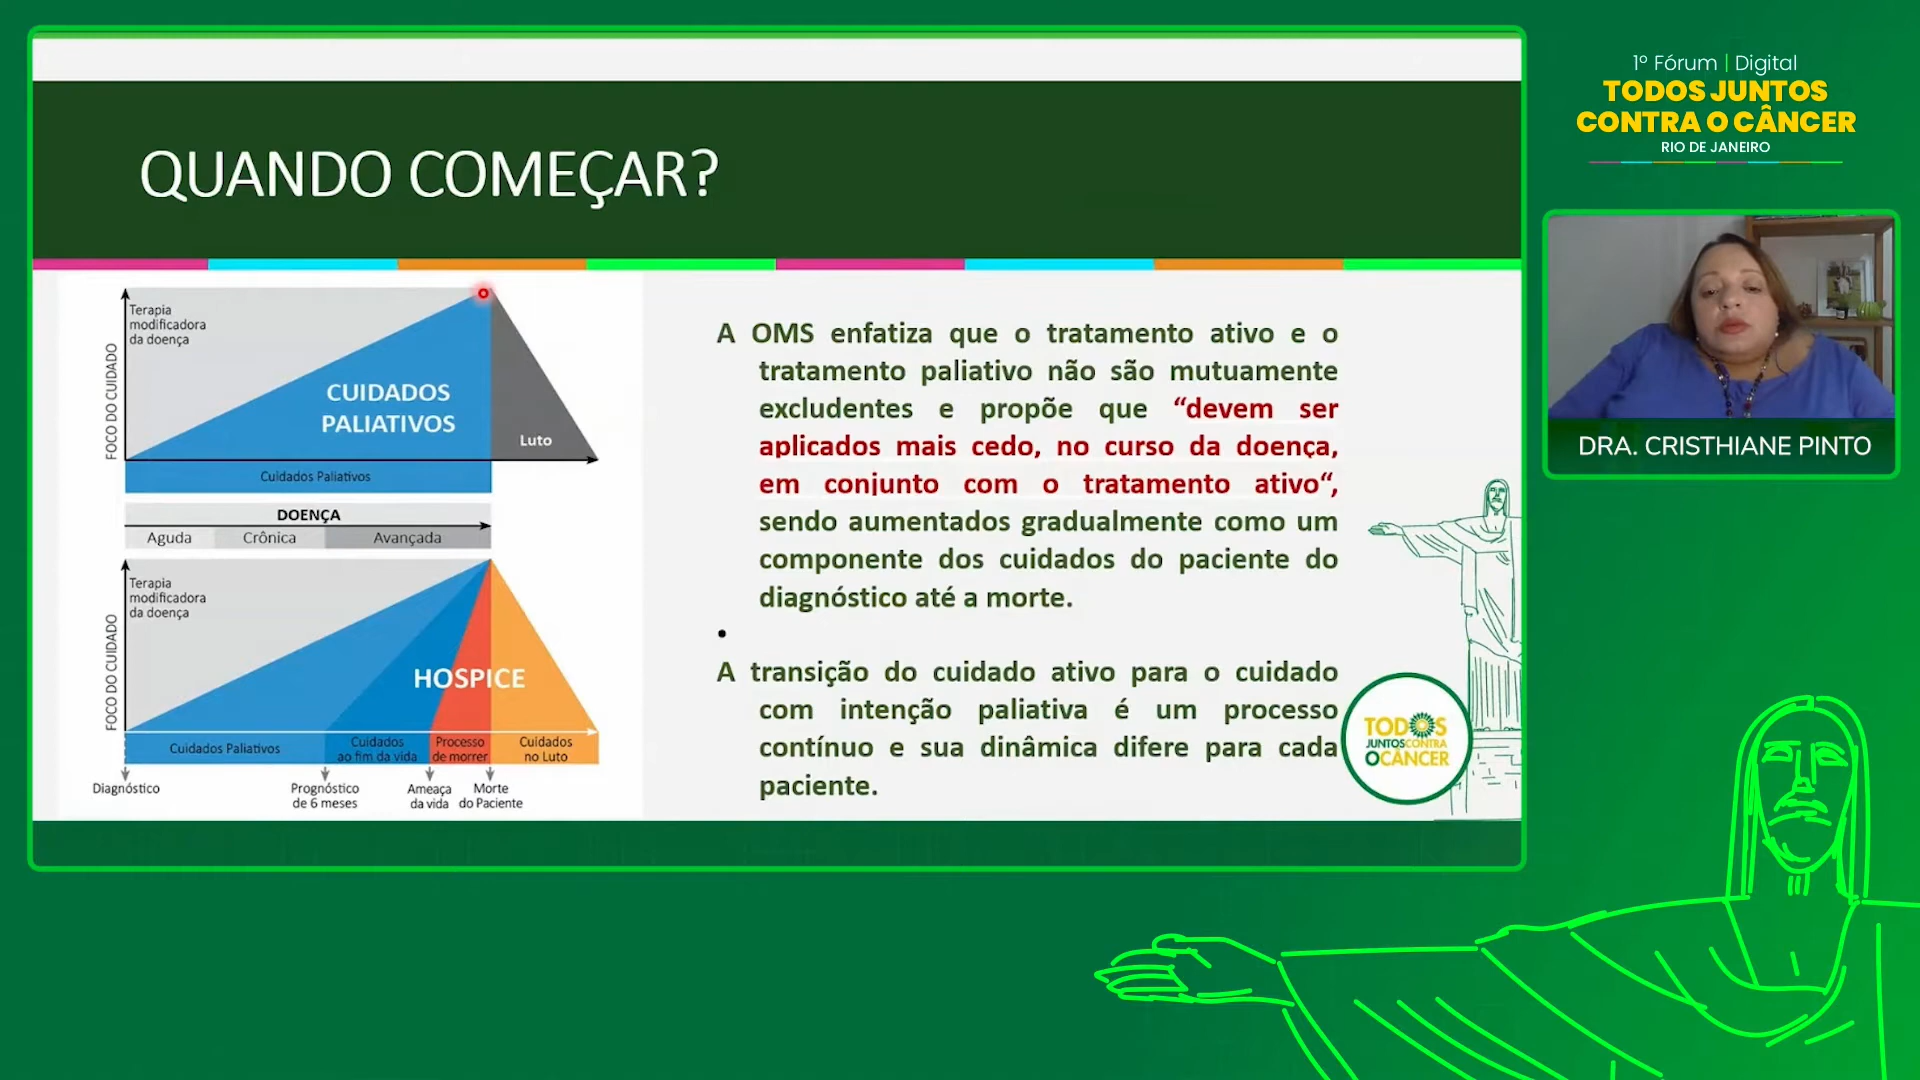 1º Fórum | Digital
TODOS JUNTOS
CONTRA O CÂNCER
RIO DE JANEIRO
QUANDO COMEÇAR?
Terapia
modificadora
da doença
FOCO DO CUIDADO
CUIDADOS
PALIATIVOS
Luto
Cuidados Paliativos
DOENÇA
Aguda
Crônica
Avançada
Terapia
modificadora
da doença
FOCO DO CUIDADO
HOSPICE
Cuidados Paliativos
Cuidados
ao fim da vida
Processo
de morrer
Cuidados
no Luto
Diagnóstico
Prognóstico
de 6 meses
Ameaça
da vida
Morte
do Paciente
A OMS enfatiza que o tratamento ativo e o
tratamento paliativo não são mutuamente
excludentes e propõe que “devem ser
aplicados mais cedo, no curso da doença,
em conjunto com o tratamento ativo“,
sendo aumentados gradualmente como um
componente dos cuidados do paciente do
diagnóstico até a morte.
•
A transição do cuidado ativo para o cuidado
com intenção paliativa é um processo
contínuo e sua dinâmica difere para cada
paciente.
TODOS
JUNTOS CONTRA
O CÂNCER
DRA. CRISTHIANE PINTO